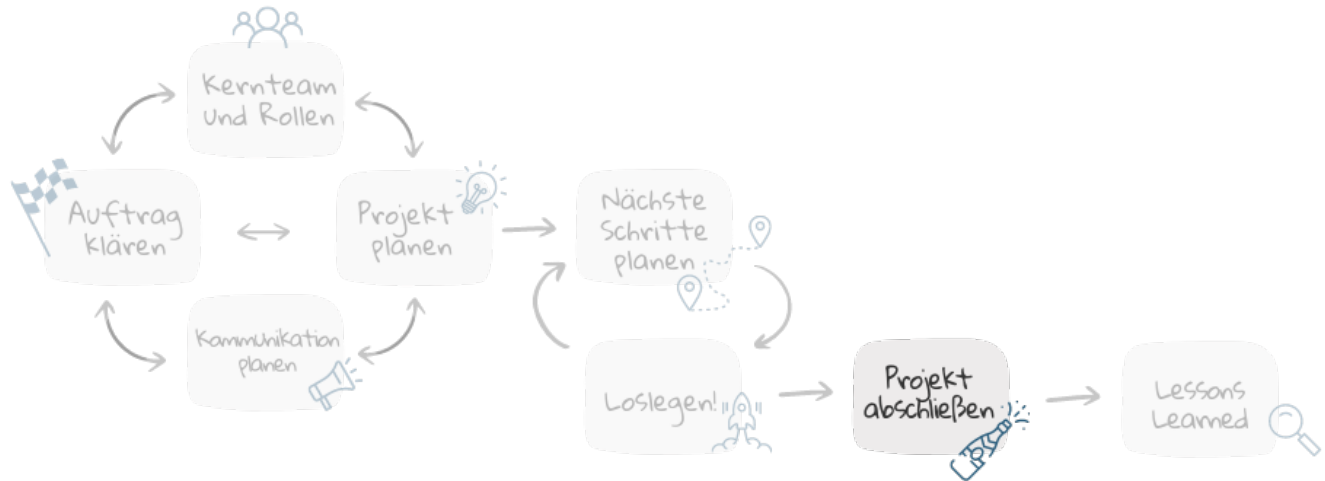 Kernteam
und Rollen
Auftrag
klären
Projekt
planen
Kommunikation
planen
Nächste
Schritte
planen
Loslegen!
Projekt
abschließen
Lessons
Learned